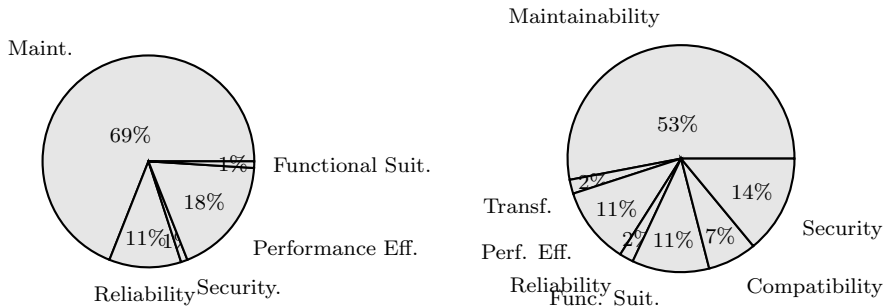 Maint.
69%
1%
Functional Suit.
18%
11%
1%
Performance Eff.
Reliability
Security.
Maintainability
53%
2%
14%
Transf.
11%
2%
11%
7%
Security
Perf. Eff.
Reliability
Func. Suit.
Compatibility